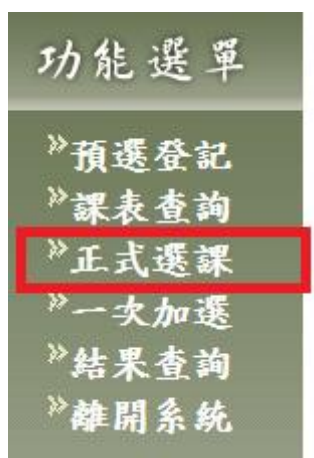 功能選單
»預選登記
»課表查詢
»正式選課
»一次加選
»結果查詢
»離開系統